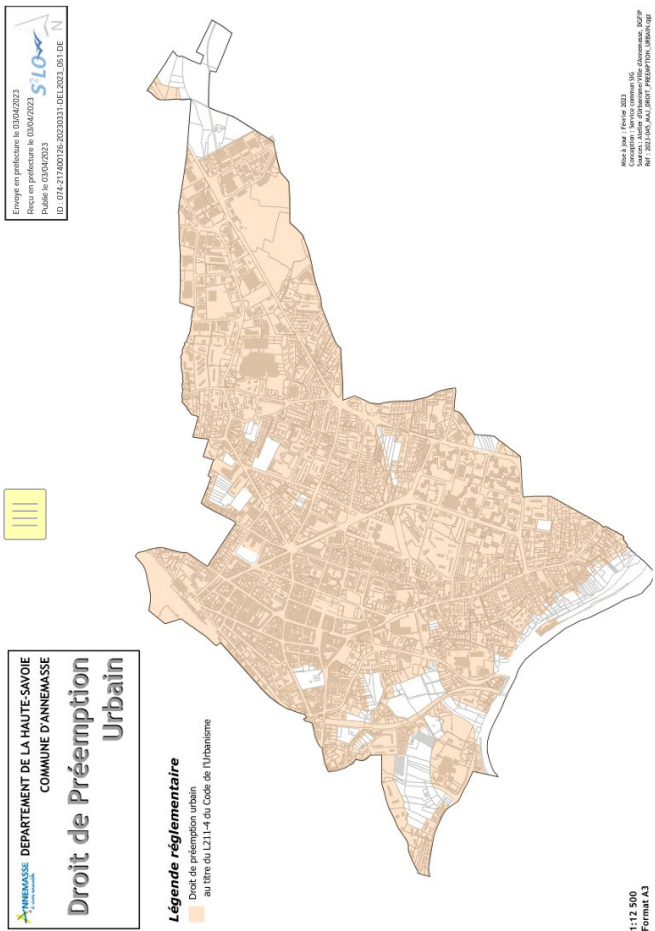 ANNEMASSE
DEPARTEMENT DE LA HAUTE-SAVOIE
COMMUNE D'ANNEMASSE
Droit de Préemption
Urbain
Envoyé en préfecture le 03/04/2023
Reçu en préfecture le 03/04/2023
Publié le 03/04/2023
S²LOW
ID : 074-217400126-20230331-DEL2023_051-DE
N
Légende réglementaire
Droit de préemption urbain
au titre du L211-4 du Code de l'Urbanisme
1:12 500
Format A3
Mise à jour : Février 2023
Conception : Service commun SIG
Sources : Atelier d'Urbanisme/Ville d'Annemasse, DGFIP
Réf : 2023-045_MAJ_DROIT_PREEMPTION_URBAIN.qgz